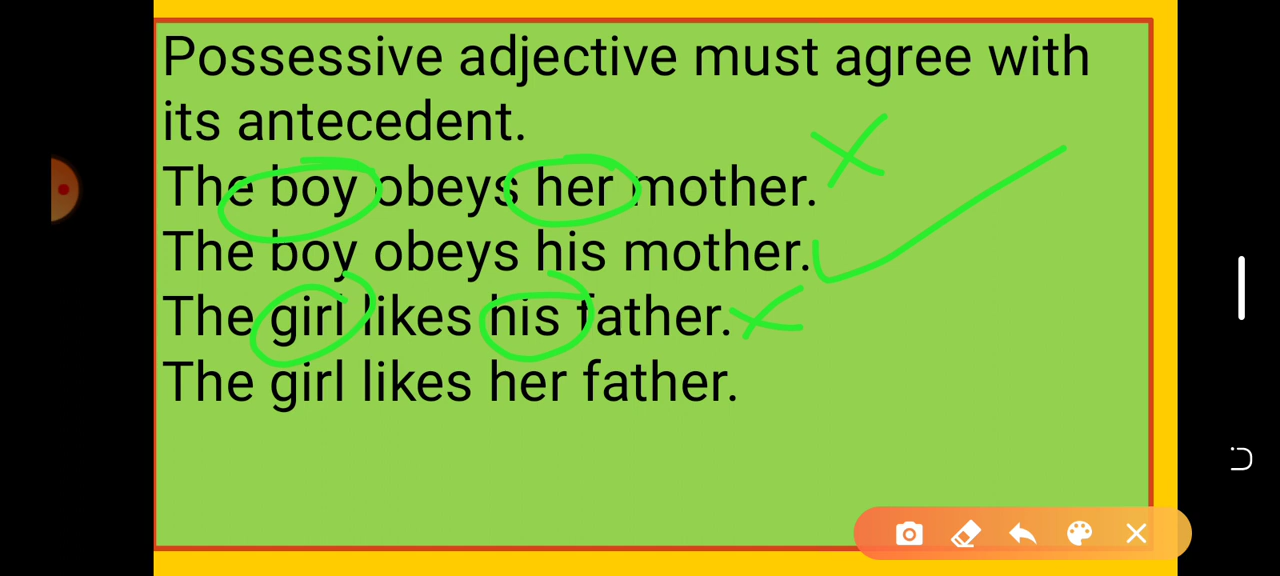 Possessive adjective must agree with
its antecedent.
The boy obeys her mother.
The boy obeys his mother.
The girl likes his father.
The girl likes her father.